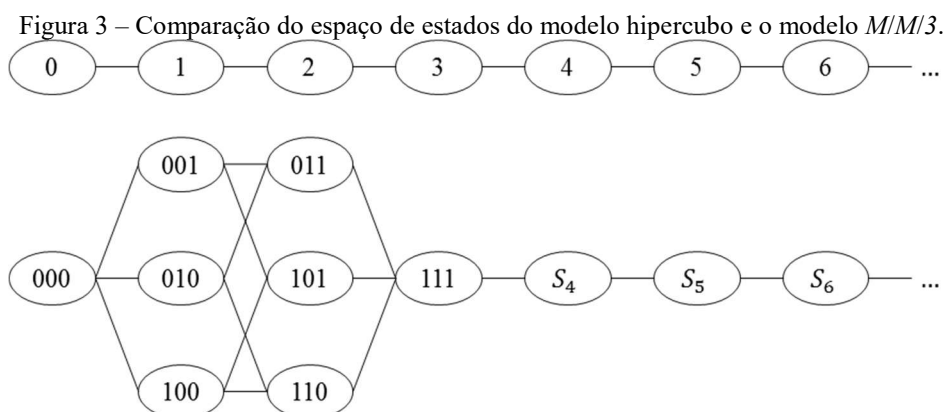 Figura 3 – Comparação do espaço de estados do modelo hipercubo e o modelo M/M/3.
0 1 2 3 4 5 6 ...
001 011
000 010 101 111 S₄ S₅ S₆ ...
100 110